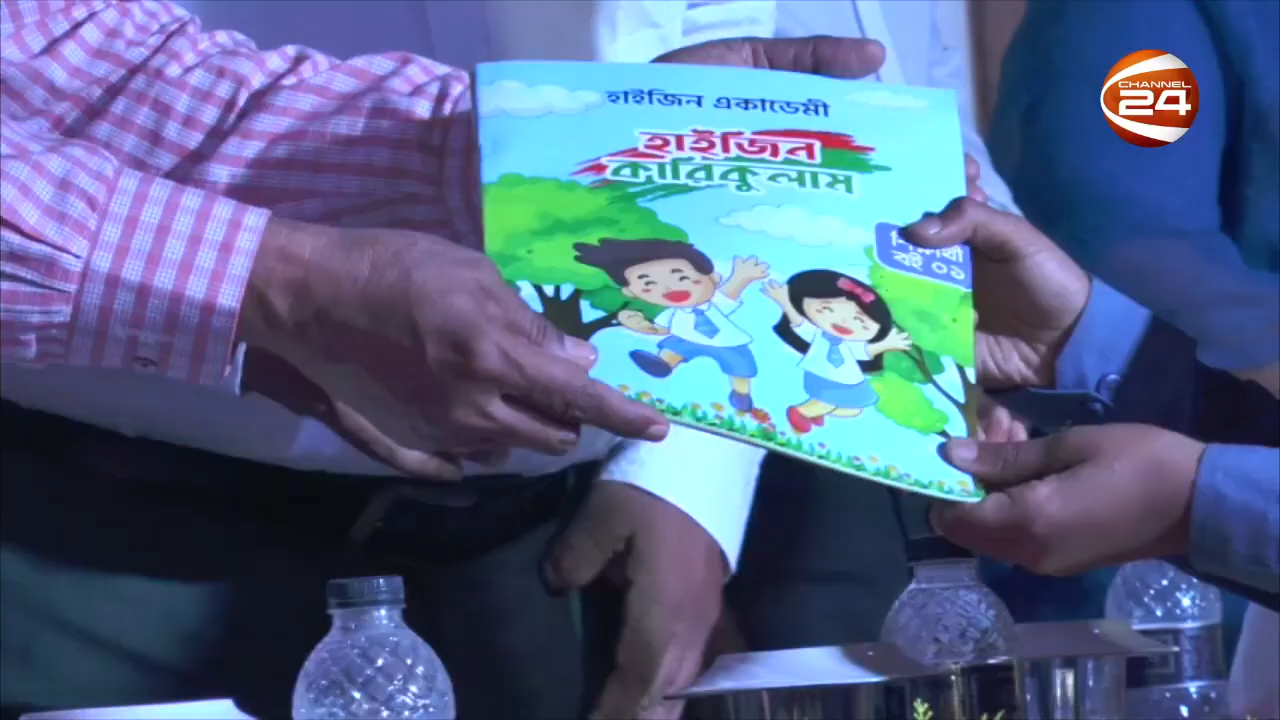 CHANNEL
24
হাইজিন একাডেমী
হাইজিন
কারিকুলাম
শিক্ষার্থী
বই ০১